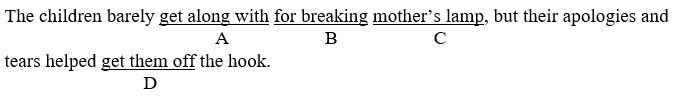 The children barely get along with for breaking mother’s lamp, but their apologies and
A B C
tears helped get them off the hook.
D